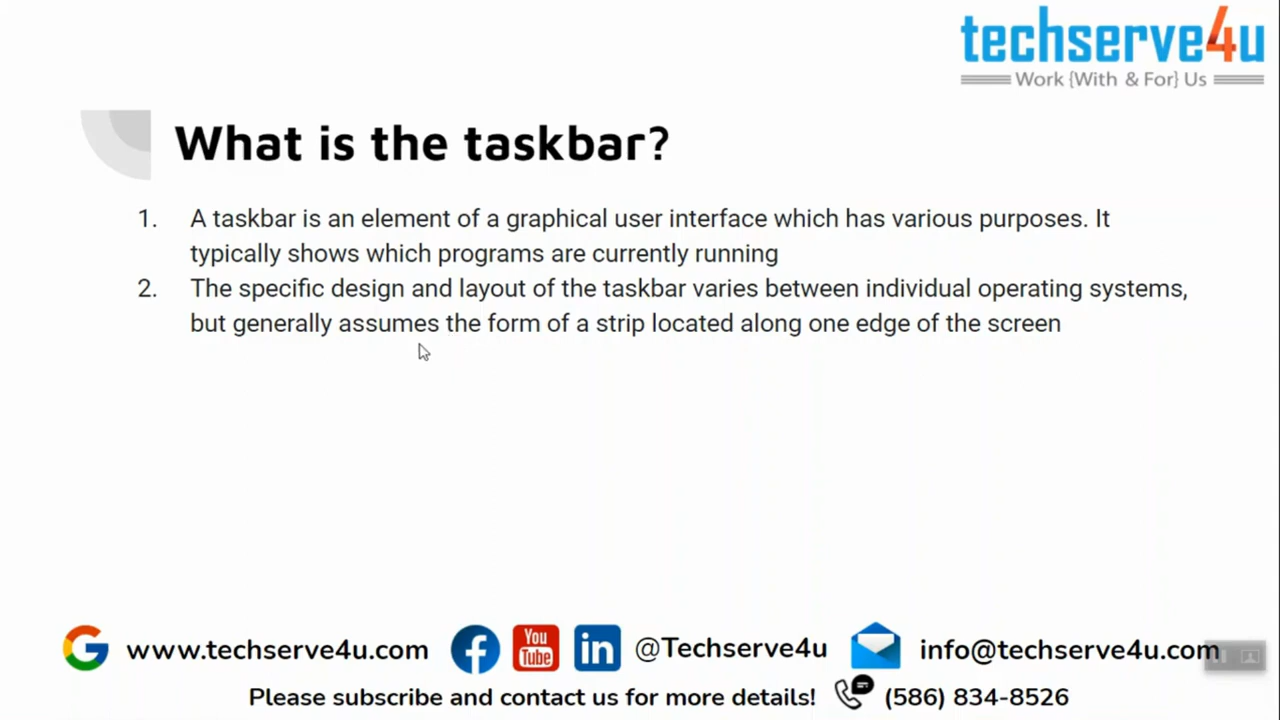 techserve4u
Work {With & For} Us
What is the taskbar?
1. A taskbar is an element of a graphical user interface which has various purposes. It
typically shows which programs are currently running
2. The specific design and layout of the taskbar varies between individual operating systems,
but generally assumes the form of a strip located along one edge of the screen
G www.techserve4u.com f You Tube in @Techserve4u info@techserve4u.com
Please subscribe and contact us for more details! (586) 834-8526